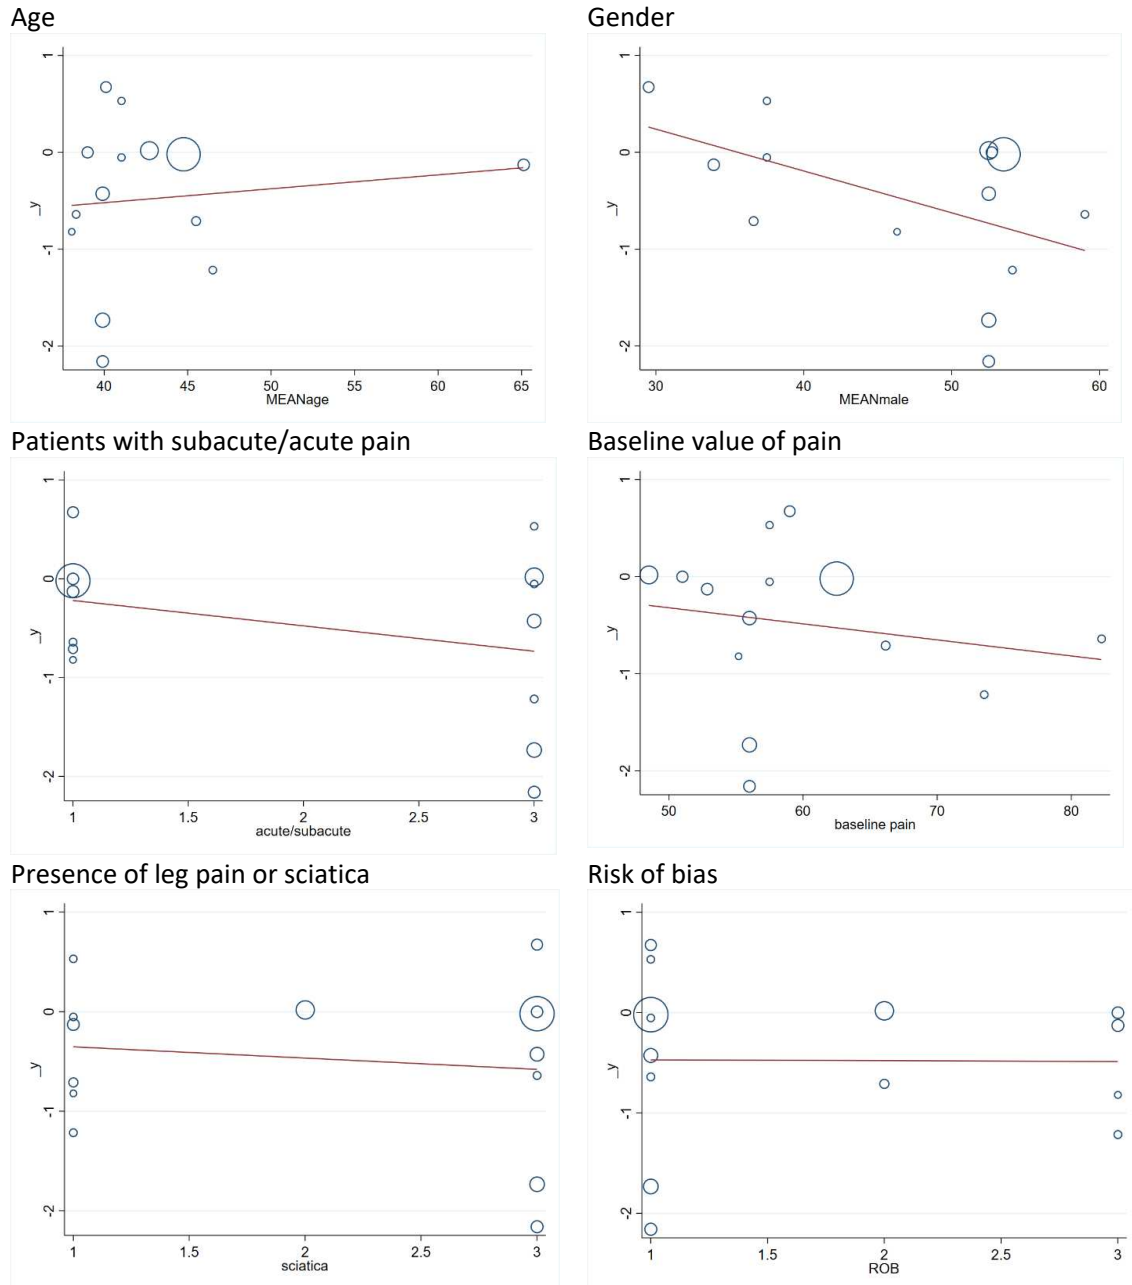 Age
1
0
-1
-2
_y
40 45 50 55 60 65
MEANage
Gender
1
0
-1
-2
_y
30 40 50 60
MEANmale
Patients with subacute/acute pain
1
0
-1
-2
_y
1 1.5 2 2.5 3
acute/subacute
Baseline value of pain
1
0
-1
-2
_y
50 60 70 80
baseline pain
Presence of leg pain or sciatica
1
0
-1
-2
_y
1 1.5 2 2.5 3
sciatica
Risk of bias
1
0
-1
-2
_y
1 1.5 2 2.5 3
ROB